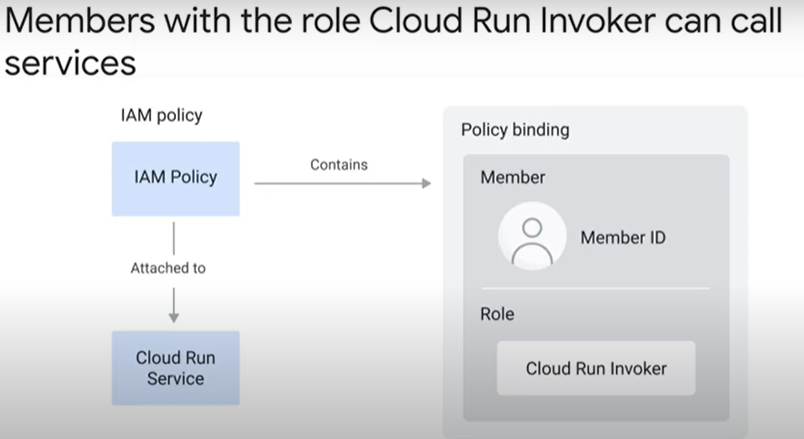 Members with the role Cloud Run Invoker can call
services
IAM policy
IAM Policy
Contains
Attached to
Cloud Run
Service
Policy binding
Member
Member ID
Role
Cloud Run Invoker